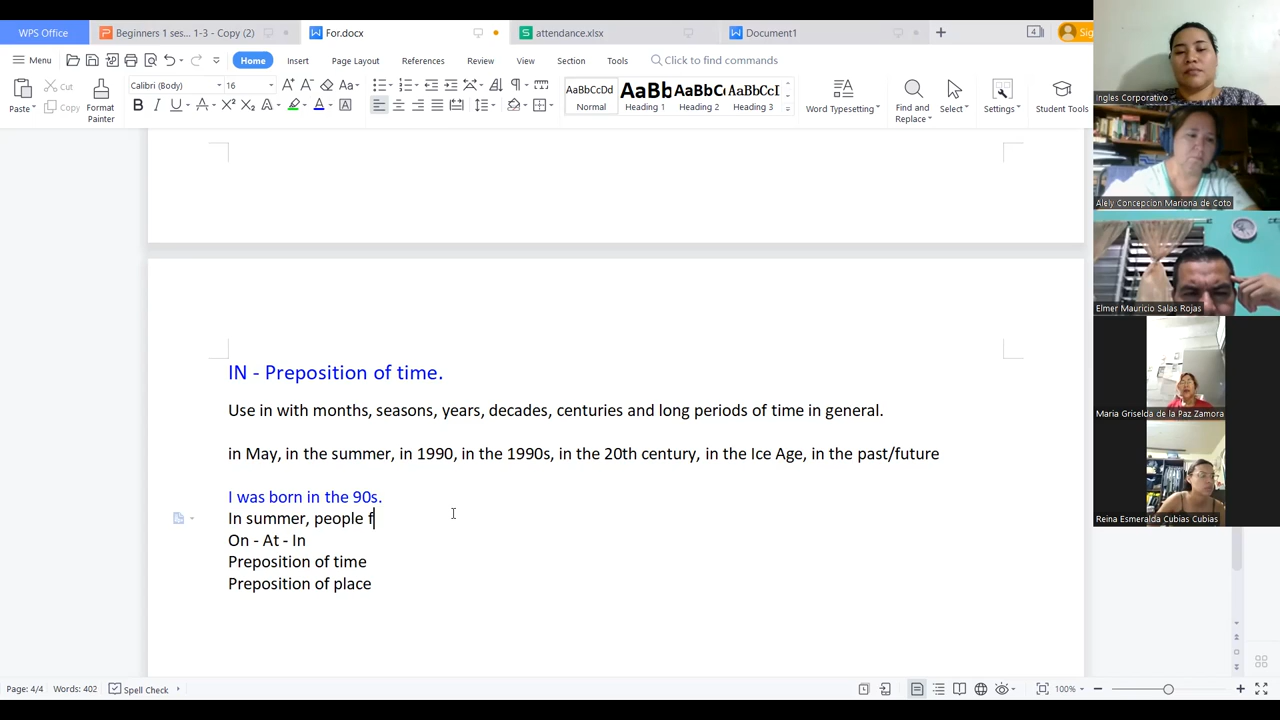 WPS Office
Beginners 1 ses... 1-3 - Copy (2)
For.docx
attendance.xlsx
Document1
Menu
Home
Insert
Page Layout
References
Review
View
Section
Tools
Click to find commands
Paste
Cut
Copy
Format
Painter
Calibri (Body)
16
AaBbCcDd
Normal
AaBb
Heading 1
AaBbC
Heading 2
AaBbCcI
Heading 3
Word Typesetting
Find and
Replace
Select
Settings
Student Tools
IN - Preposition of time.
Use in with months, seasons, years, decades, centuries and long periods of time in general.
in May, in the summer, in 1990, in the 1990s, in the 20th century, in the Ice Age, in the past/future
I was born in the 90s.
In summer, people f
On - At - In
Preposition of time
Preposition of place
Page: 4/4
Words: 402
Spell Check
100%
Ingles Corporativo
Alely Concepcion Mariona de Coto
Elmer Mauricio Salas Rojas
Maria Griselda de la Paz Zamora
Reina Esmeralda Cubias Cubias